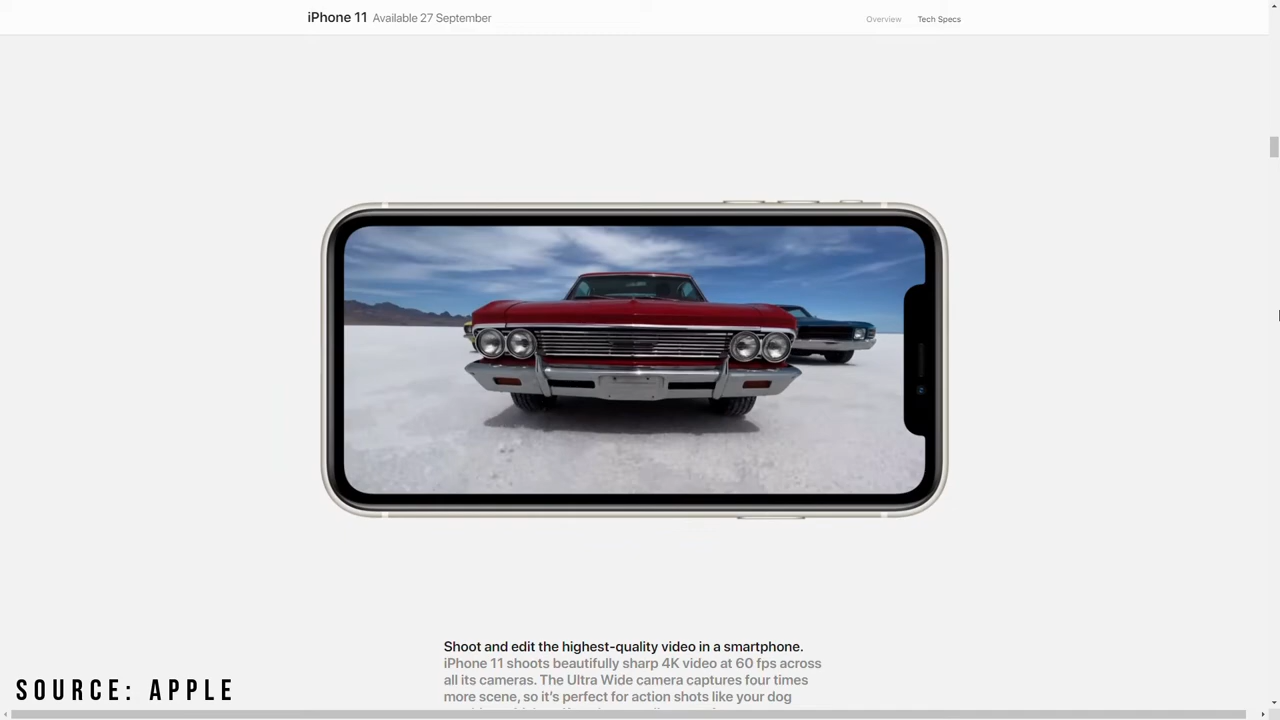 iPhone 11 Available 27 September
Overview Tech Specs
Shoot and edit the highest-quality video in a smartphone.
iPhone 11 shoots beautifully sharp 4K video at 60 fps across
all its cameras. The Ultra Wide camera captures four times
more scene, so it's perfect for action shots like your dog
SOURCE: APPLE